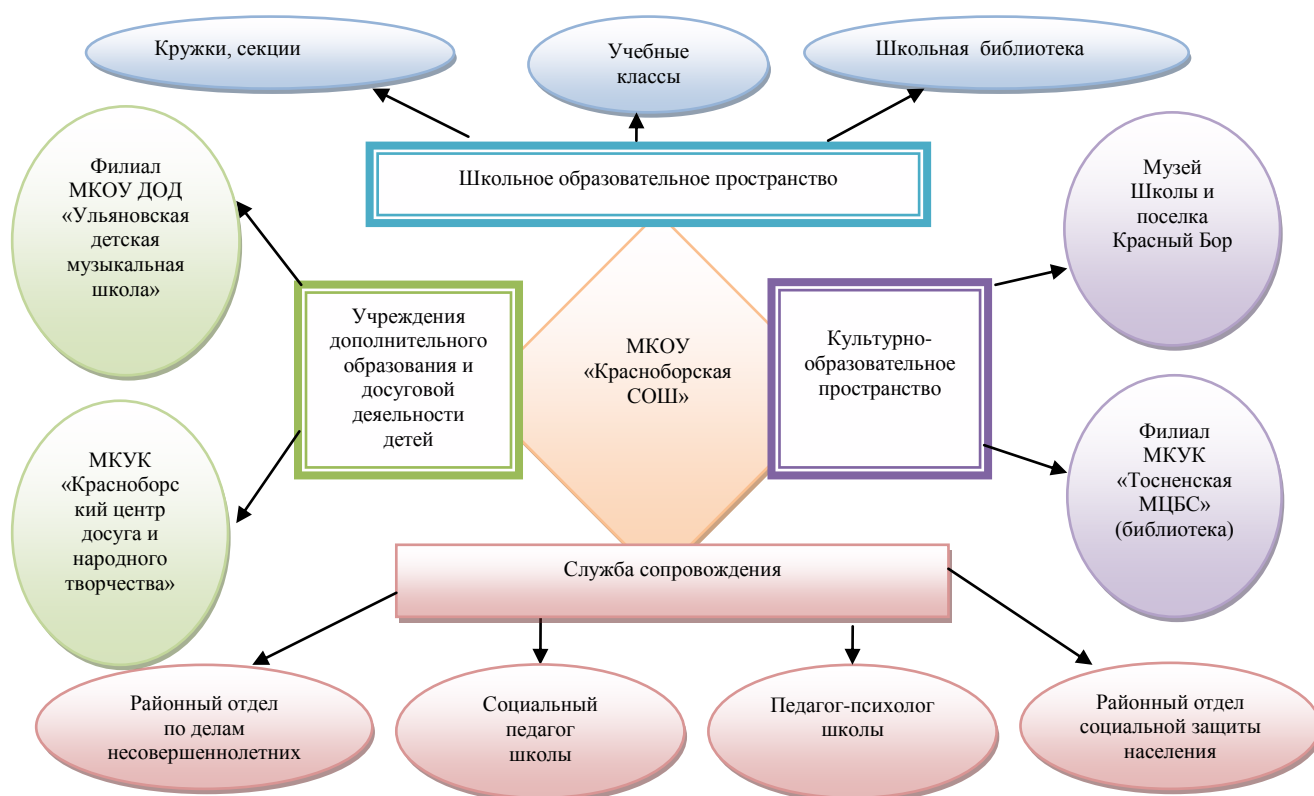 Кружки, секции
Учебные
классы
Школьная библиотека
Филиал
МКОУ ДОД
«Ульяновская
детская
музыкальная
школа»
Школьное образовательное пространство
Музей
Школы и
поселка
Красный Бор
Учреждения
дополнительного
образования и
досуговой
деяельности
детей
МКОУ
«Красноборская
СОШ»
Культурно-
образовательное
пространство
МКУК
«Красноборс
кий центр
досуга и
народного
творчества»
Филиал
МКУК
«Тосненская
МЦБС»
(библиотека)
Служба сопровождения
Районный отдел
по делам
несовершеннолетних
Социальный
педагог
школы
Педагог-психолог
школы
Районный отдел
социальной защиты
населения